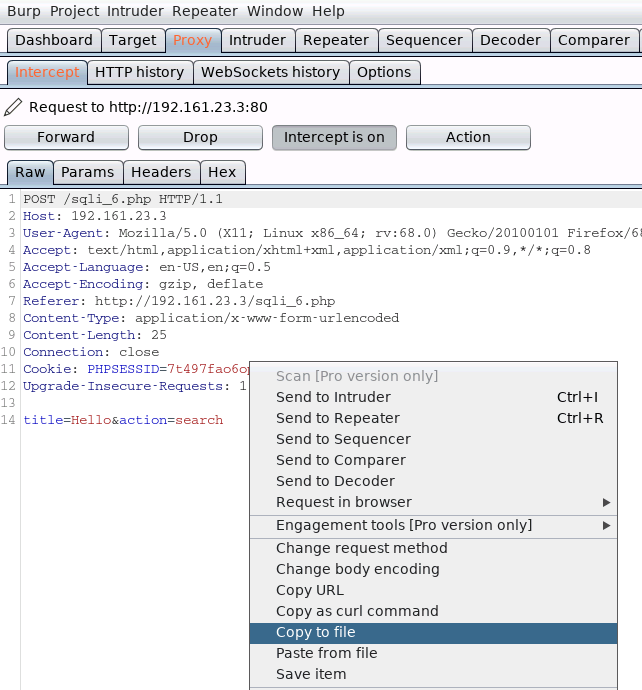 Burp Project Intruder Repeater Window Help
Dashboard Target Proxy Intruder Repeater Sequencer Decoder Comparer
Intercept HTTP history WebSockets history Options
Request to http://192.161.23.3:80
Forward Drop Intercept is on Action
Raw Params Headers Hex
1 POST /sqli_6.php HTTP/1.1
2 Host: 192.161.23.3
3 User-Agent: Mozilla/5.0 (X11; Linux x86_64; rv:68.0) Gecko/20100101 Firefox/68
4 Accept: text/html,application/xhtml+xml,application/xml;q=0.9,*/*;q=0.8
5 Accept-Language: en-US,en;q=0.5
6 Accept-Encoding: gzip, deflate
7 Referer: http://192.161.23.3/sqli_6.php
8 Content-Type: application/x-www-form-urlencoded
9 Content-Length: 25
10 Connection: close
11 Cookie: PHPSESSID=7t497fao6op
12 Upgrade-Insecure-Requests: 1
13
14 title=Hello&action=search
Scan [Pro version only]
Send to Intruder Ctrl+I
Send to Repeater Ctrl+R
Send to Sequencer
Send to Comparer
Send to Decoder
Request in browser
Engagement tools [Pro version only]
Change request method
Change body encoding
Copy URL
Copy as curl command
Copy to file
Paste from file
Save item